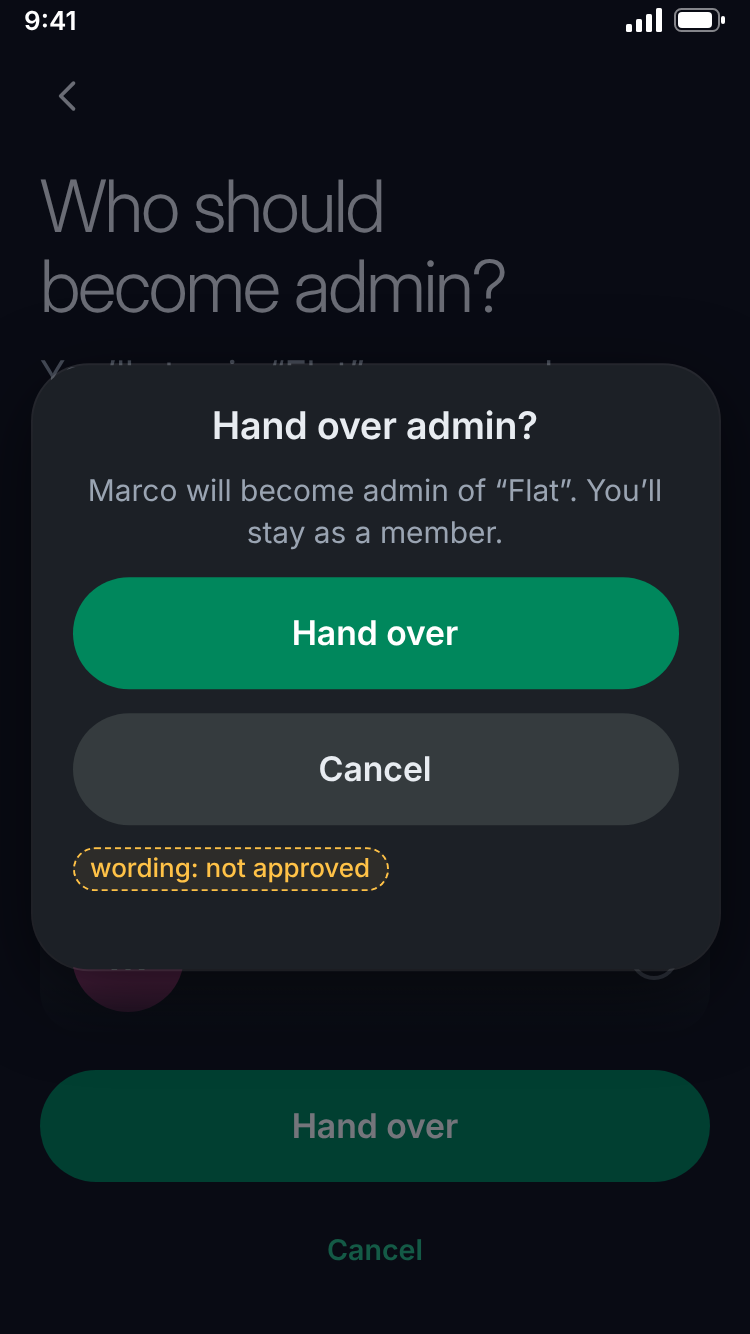 9:41
Who should
become admin?
Hand over admin?
Marco will become admin of “Flat”. You’ll
stay as a member.
Hand over
Cancel
wording: not approved
Hand over
Cancel